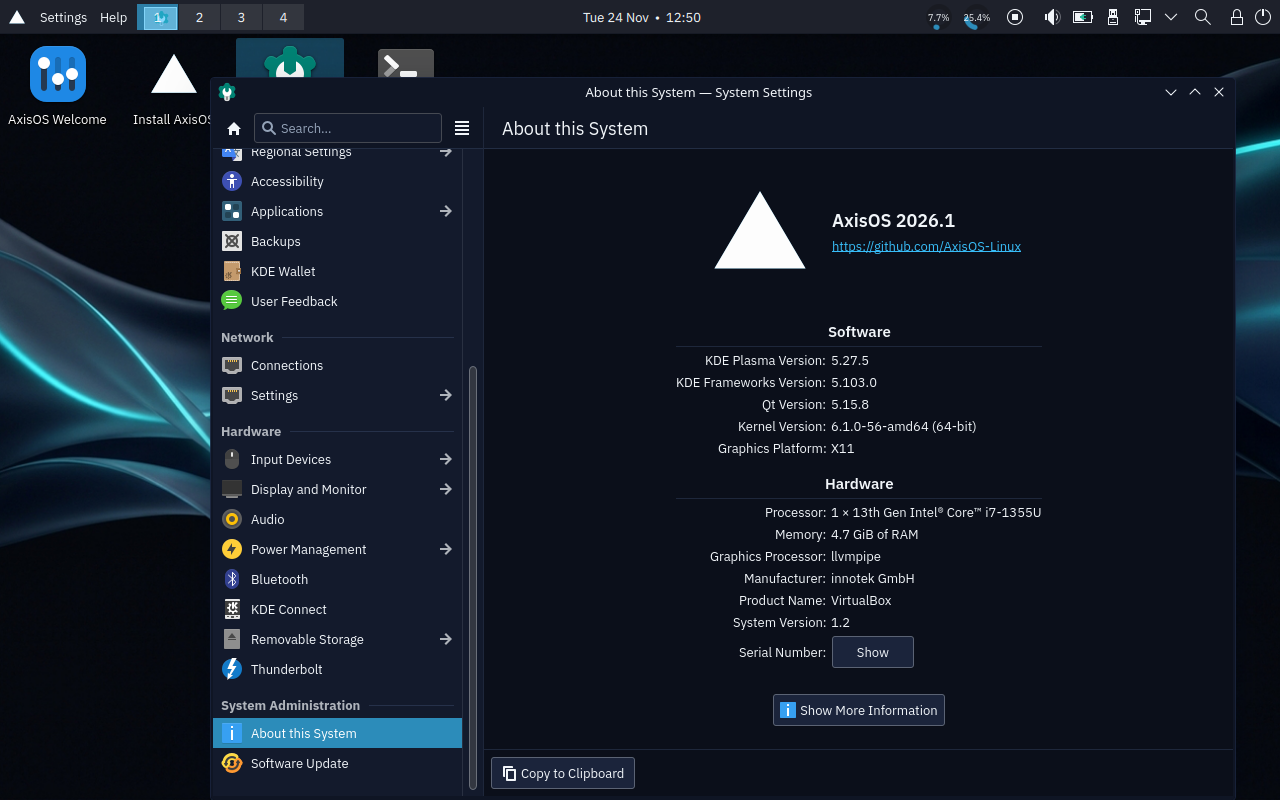 Settings Help 1 2 3 4 Tue 24 Nov • 12:50 7.7% 25.4%
AxisOS Welcome
Install AxisOS
About this System — System Settings
Search...
About this System
Regional Settings
Accessibility
Applications
Backups
KDE Wallet
User Feedback
Network
Connections
Settings
Hardware
Input Devices
Display and Monitor
Audio
Power Management
Bluetooth
KDE Connect
Removable Storage
Thunderbolt
System Administration
About this System
Software Update
AxisOS 2026.1
https://github.com/AxisOS-Linux
Software
KDE Plasma Version: 5.27.5
KDE Frameworks Version: 5.103.0
Qt Version: 5.15.8
Kernel Version: 6.1.0-56-amd64 (64-bit)
Graphics Platform: X11
Hardware
Processor: 1 × 13th Gen Intel® Core™ i7-1355U
Memory: 4.7 GiB of RAM
Graphics Processor: llvmpipe
Manufacturer: innotek GmbH
Product Name: VirtualBox
System Version: 1.2
Serial Number: Show
Show More Information
Copy to Clipboard